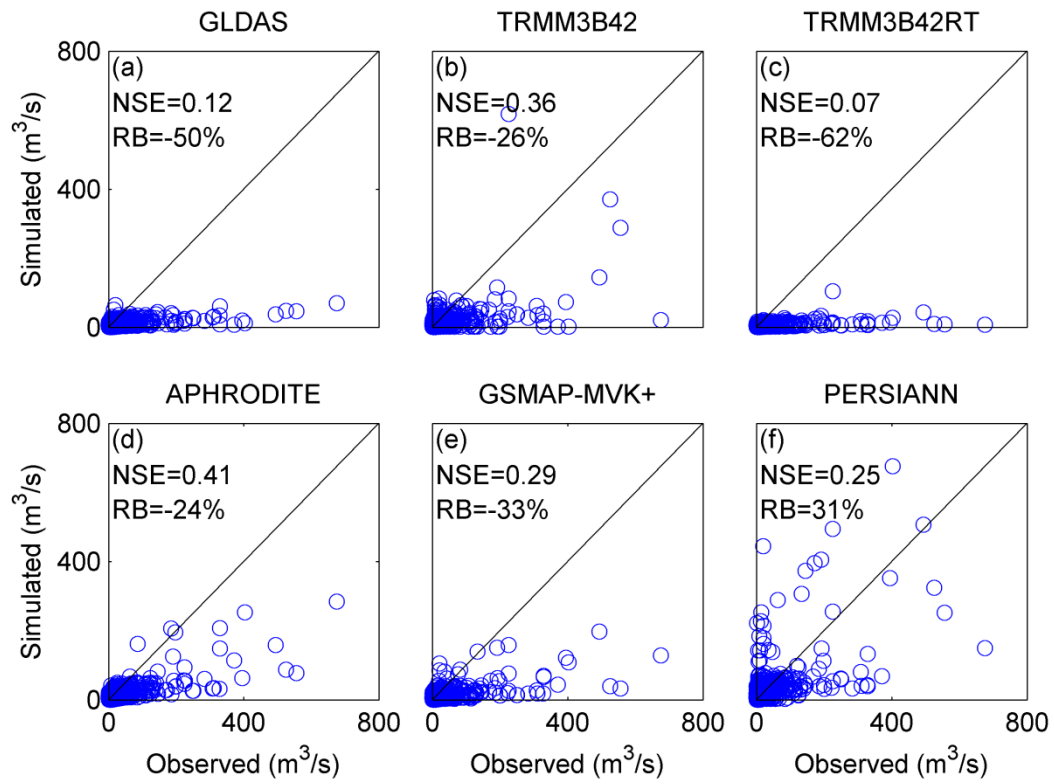 GLDAS
TRMM3B42
TRMM3B42RT
800
(a)
NSE=0.12
RB=-50%
(b)
NSE=0.36
RB=-26%
(c)
NSE=0.07
RB=-62%
Simulated (m³/s)
400
0
APHRODITE
GSMAP-MVK+
PERSIANN
800
(d)
NSE=0.41
RB=-24%
(e)
NSE=0.29
RB=-33%
(f)
NSE=0.25
RB=31%
Simulated (m³/s)
400
0
0 400 800
0 400 800
0 400 800
Observed (m³/s)
Observed (m³/s)
Observed (m³/s)